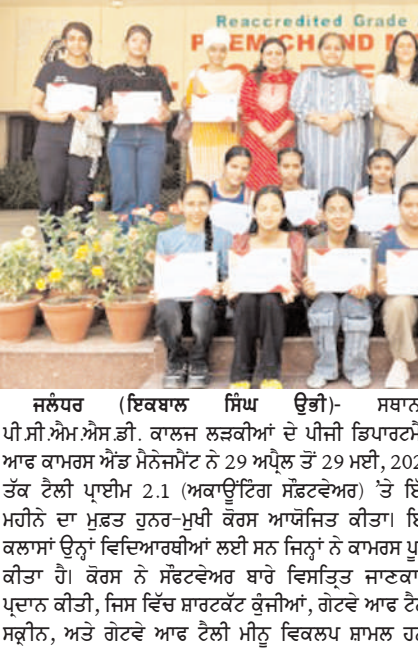 Reaccredited Grade
PREM CHAND M
ਜਲੰਧਰ (ਇਕਬਾਲ ਸਿੰਘ ਉਭੀ)- ਸਥਾਨ
ਪੀ.ਸੀ.ਐਮ.ਐਸ.ਡੀ. ਕਾਲਜ ਲੜਕੀਆਂ ਦੇ ਪੀਜੀ ਡਿਪਾਰਟਮੈ
ਆਫ ਕਾਮਰਸ ਐਂਡ ਮੈਨੇਜਮੈਂਟ ਨੇ 29 ਅਪ੍ਰੈਲ ਤੋਂ 29 ਮਈ, 202
ਤੱਕ ਟੈਲੀ ਪ੍ਰਾਈਮ 2.1 (ਅਕਾਊਂਟਿੰਗ ਸੌਫ਼ਟਵੇਅਰ) 'ਤੇ ਇੱ
ਮਹੀਨੇ ਦਾ ਮੁਫ਼ਤ ਹੁਨਰ-ਮੁਖੀ ਕੋਰਸ ਆਯੋਜਿਤ ਕੀਤਾ। ਇ
ਕਲਾਸਾਂ ਉਨ੍ਹਾਂ ਵਿਦਿਆਰਥੀਆਂ ਲਈ ਸਨ ਜਿਨ੍ਹਾਂ ਨੇ ਕਾਮਰਸ ਪੂ
ਕੀਤਾ ਹੈ। ਕੋਰਸ ਨੇ ਸੌਫਟਵੇਅਰ ਬਾਰੇ ਵਿਸਤ੍ਰਿਤ ਜਾਣਕਾ
ਪ੍ਰਦਾਨ ਕੀਤੀ, ਜਿਸ ਵਿੱਚ ਸ਼ਾਰਟਕੱਟ ਕੁੰਜੀਆਂ, ਗੇਟਵੇ ਆਫ ਟੈ
ਸਕ੍ਰੀਨ, ਅਤੇ ਗੇਟਵੇ ਆਫ ਟੈਲੀ ਮੀਨੂ ਵਿਕਲਪ ਸ਼ਾਮਲ ਹਨ